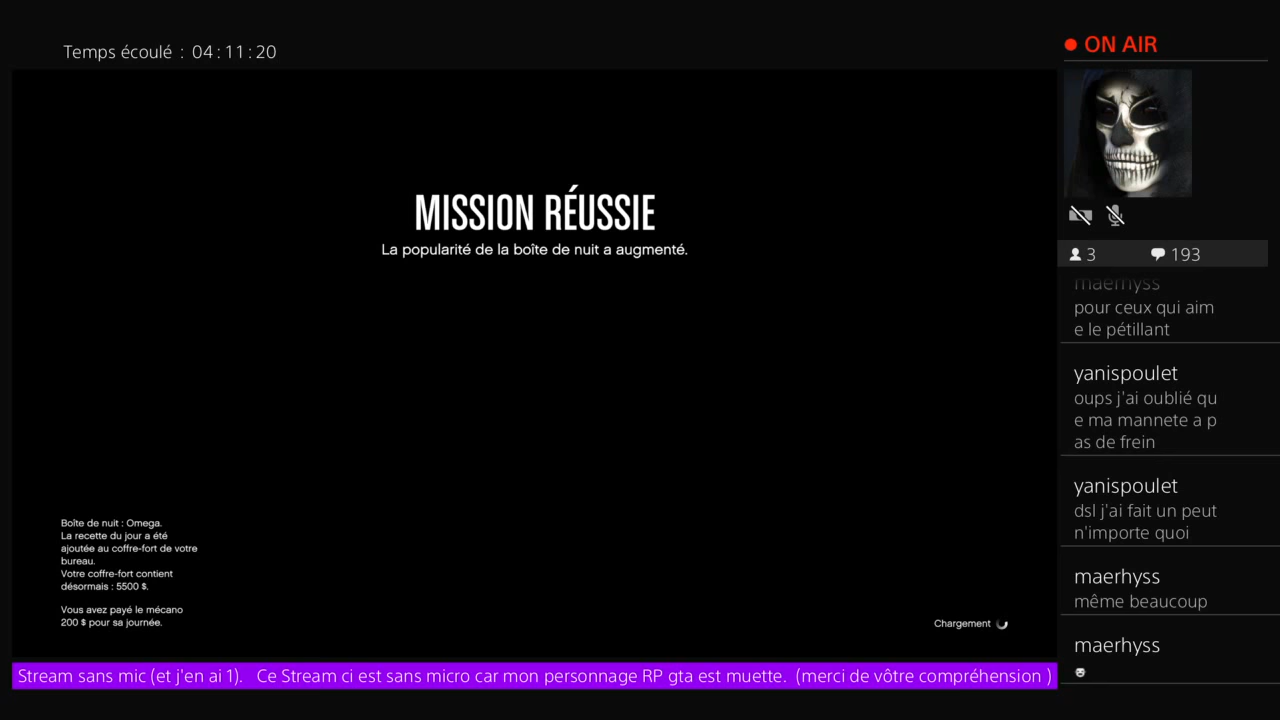 Temps écoulé : 04:11:20
ON AIR
MISSION RÉUSSIE
La popularité de la boîte de nuit a augmenté.
3 193
maerhyss
pour ceux qui aim
e le pétillant
yanispoulet
oups j'ai oublié qu
e ma mannete a p
as de frein
yanispoulet
dsl j'ai fait un peut
n'importe quoi
maerhyss
même beaucoup
maerhyss
Boîte de nuit : Omega.
La recette du jour a été
ajoutée au coffre-fort de votre
bureau.
Votre coffre-fort contient
désormais : 5500 $.
Vous avez payé le mécano
200 $ pour sa journée.
Chargement
Stream sans mic (et j'en ai 1). Ce Stream ci est sans micro car mon personnage RP gta est muette. (merci de vôtre compréhension )